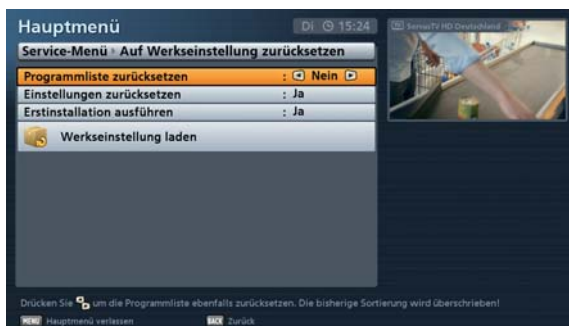 Hauptmenü
Di 15:24
ServusTV HD Deutschland
Service-Menü Auf Werkseinstellung zurücksetzen
Programmliste zurücksetzen : Nein
Einstellungen zurücksetzen : Ja
Erstinstallation ausführen : Ja
Werkseinstellung laden
Drücken Sie um die Programmliste ebenfalls zurücksetzen. Die bisherige Sortierung wird überschrieben!
MENU Hauptmenü verlassen BACK Zurück